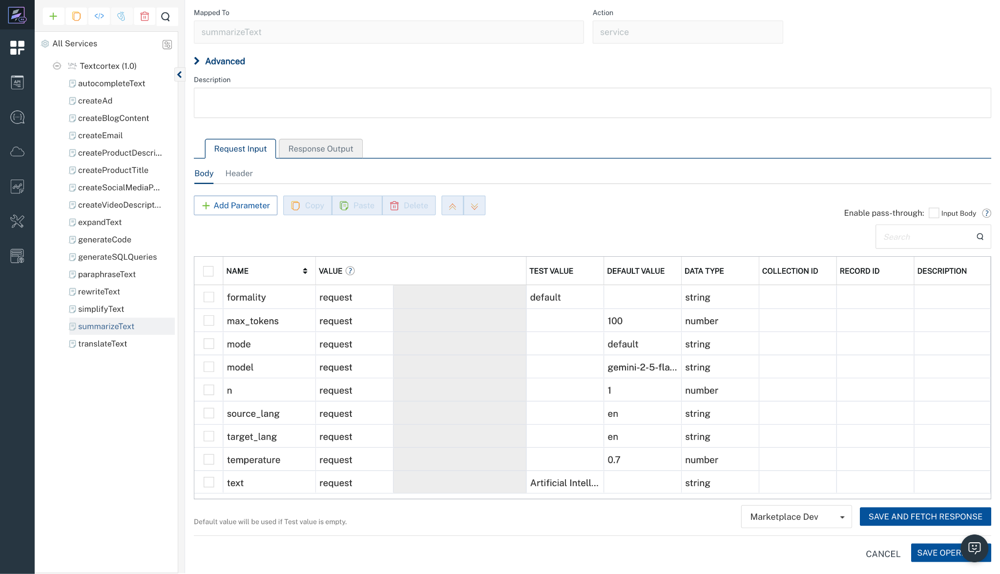 All Services
Textcortex (1.0)
autocompleteText
createAd
createBlogContent
createEmail
createProductDescri...
createProductTitle
createSocialMediaP...
createVideoDescript...
expandText
generateCode
generateSQLQueries
paraphraseText
rewriteText
simplifyText
summarizeText
translateText
Mapped To
Action
summarizeText
service
Advanced
Description
Request Input
Response Output
Body
Header
Add Parameter
Copy
Paste
Delete
Enable pass-through:
Input Body
?
Search
NAME VALUE ? TEST VALUE DEFAULT VALUE DATA TYPE COLLECTION ID RECORD ID DESCRIPTION
formality request default string
max_tokens request 100 number
mode request default string
model request gemini-2-5-fla... string
n request 1 number
source_lang request en string
target_lang request en string
temperature request 0.7 number
text request Artificial Intell... string
Default value will be used if Test value is empty.
Marketplace Dev
SAVE AND FETCH RESPONSE
CANCEL
SAVE OPER
API